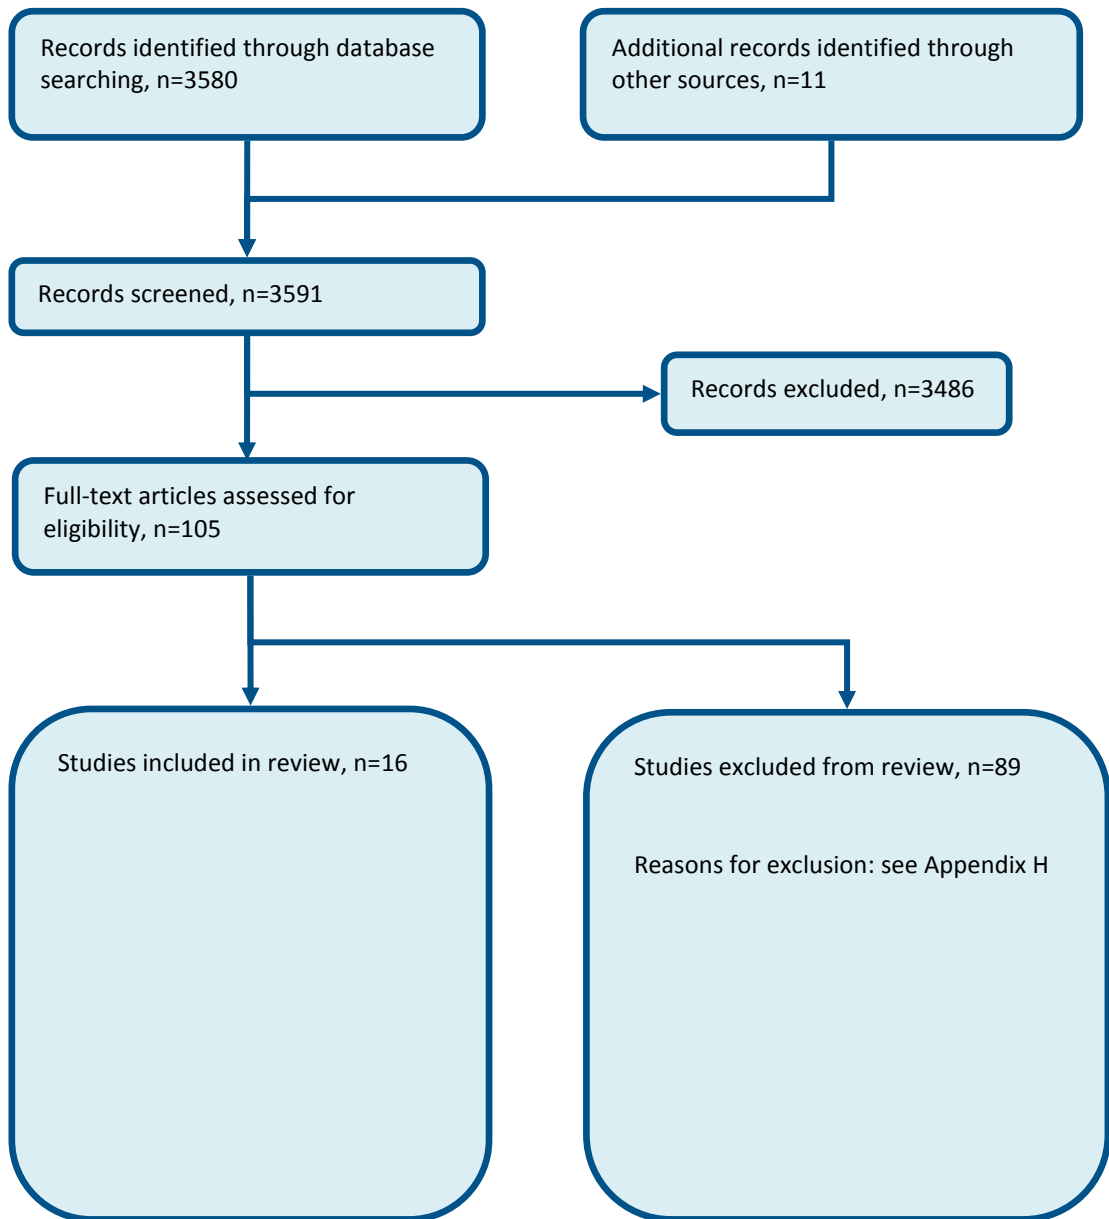 Records identified through database
searching, n=3580
Additional records identified through
other sources, n=11
Records screened, n=3591
Records excluded, n=3486
Full-text articles assessed for
eligibility, n=105
Studies included in review, n=16
Studies excluded from review, n=89
Reasons for exclusion: see Appendix H